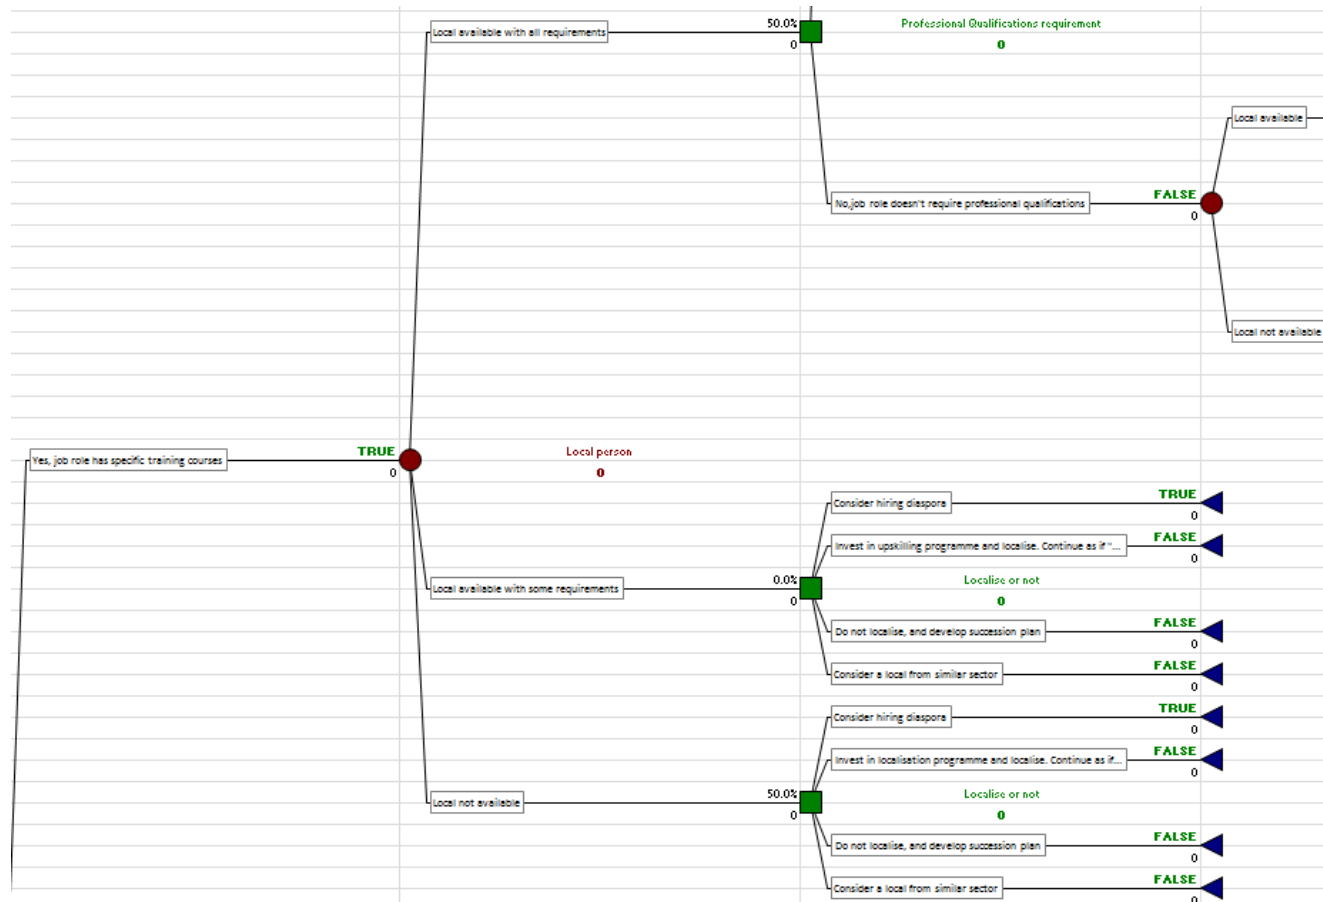 50.0%
Local available with all requirements
Professional Qualifications requirement
0
0
Local available
FALSE
No,job role doesn't require professional qualifications
0
Local not available
TRUE
Yes, job role has specific training courses
Local person
0
0
TRUE
Consider hiring diaspora
0
FALSE
Invest in upskilling programme and localise. Continue as if "...
0
0.0%
Local available with some requirements
Localise or not
0
0
FALSE
Do not localise, and develop succession plan
0
FALSE
Consider a local from similar sector
0
TRUE
Consider hiring diaspora
0
FALSE
Invest in localisation programme and localise. Continue as if...
0
50.0%
Local not available
Localise or not
0
0
FALSE
Do not localise, and develop succession plan
0
FALSE
Consider a local from similar sector
0